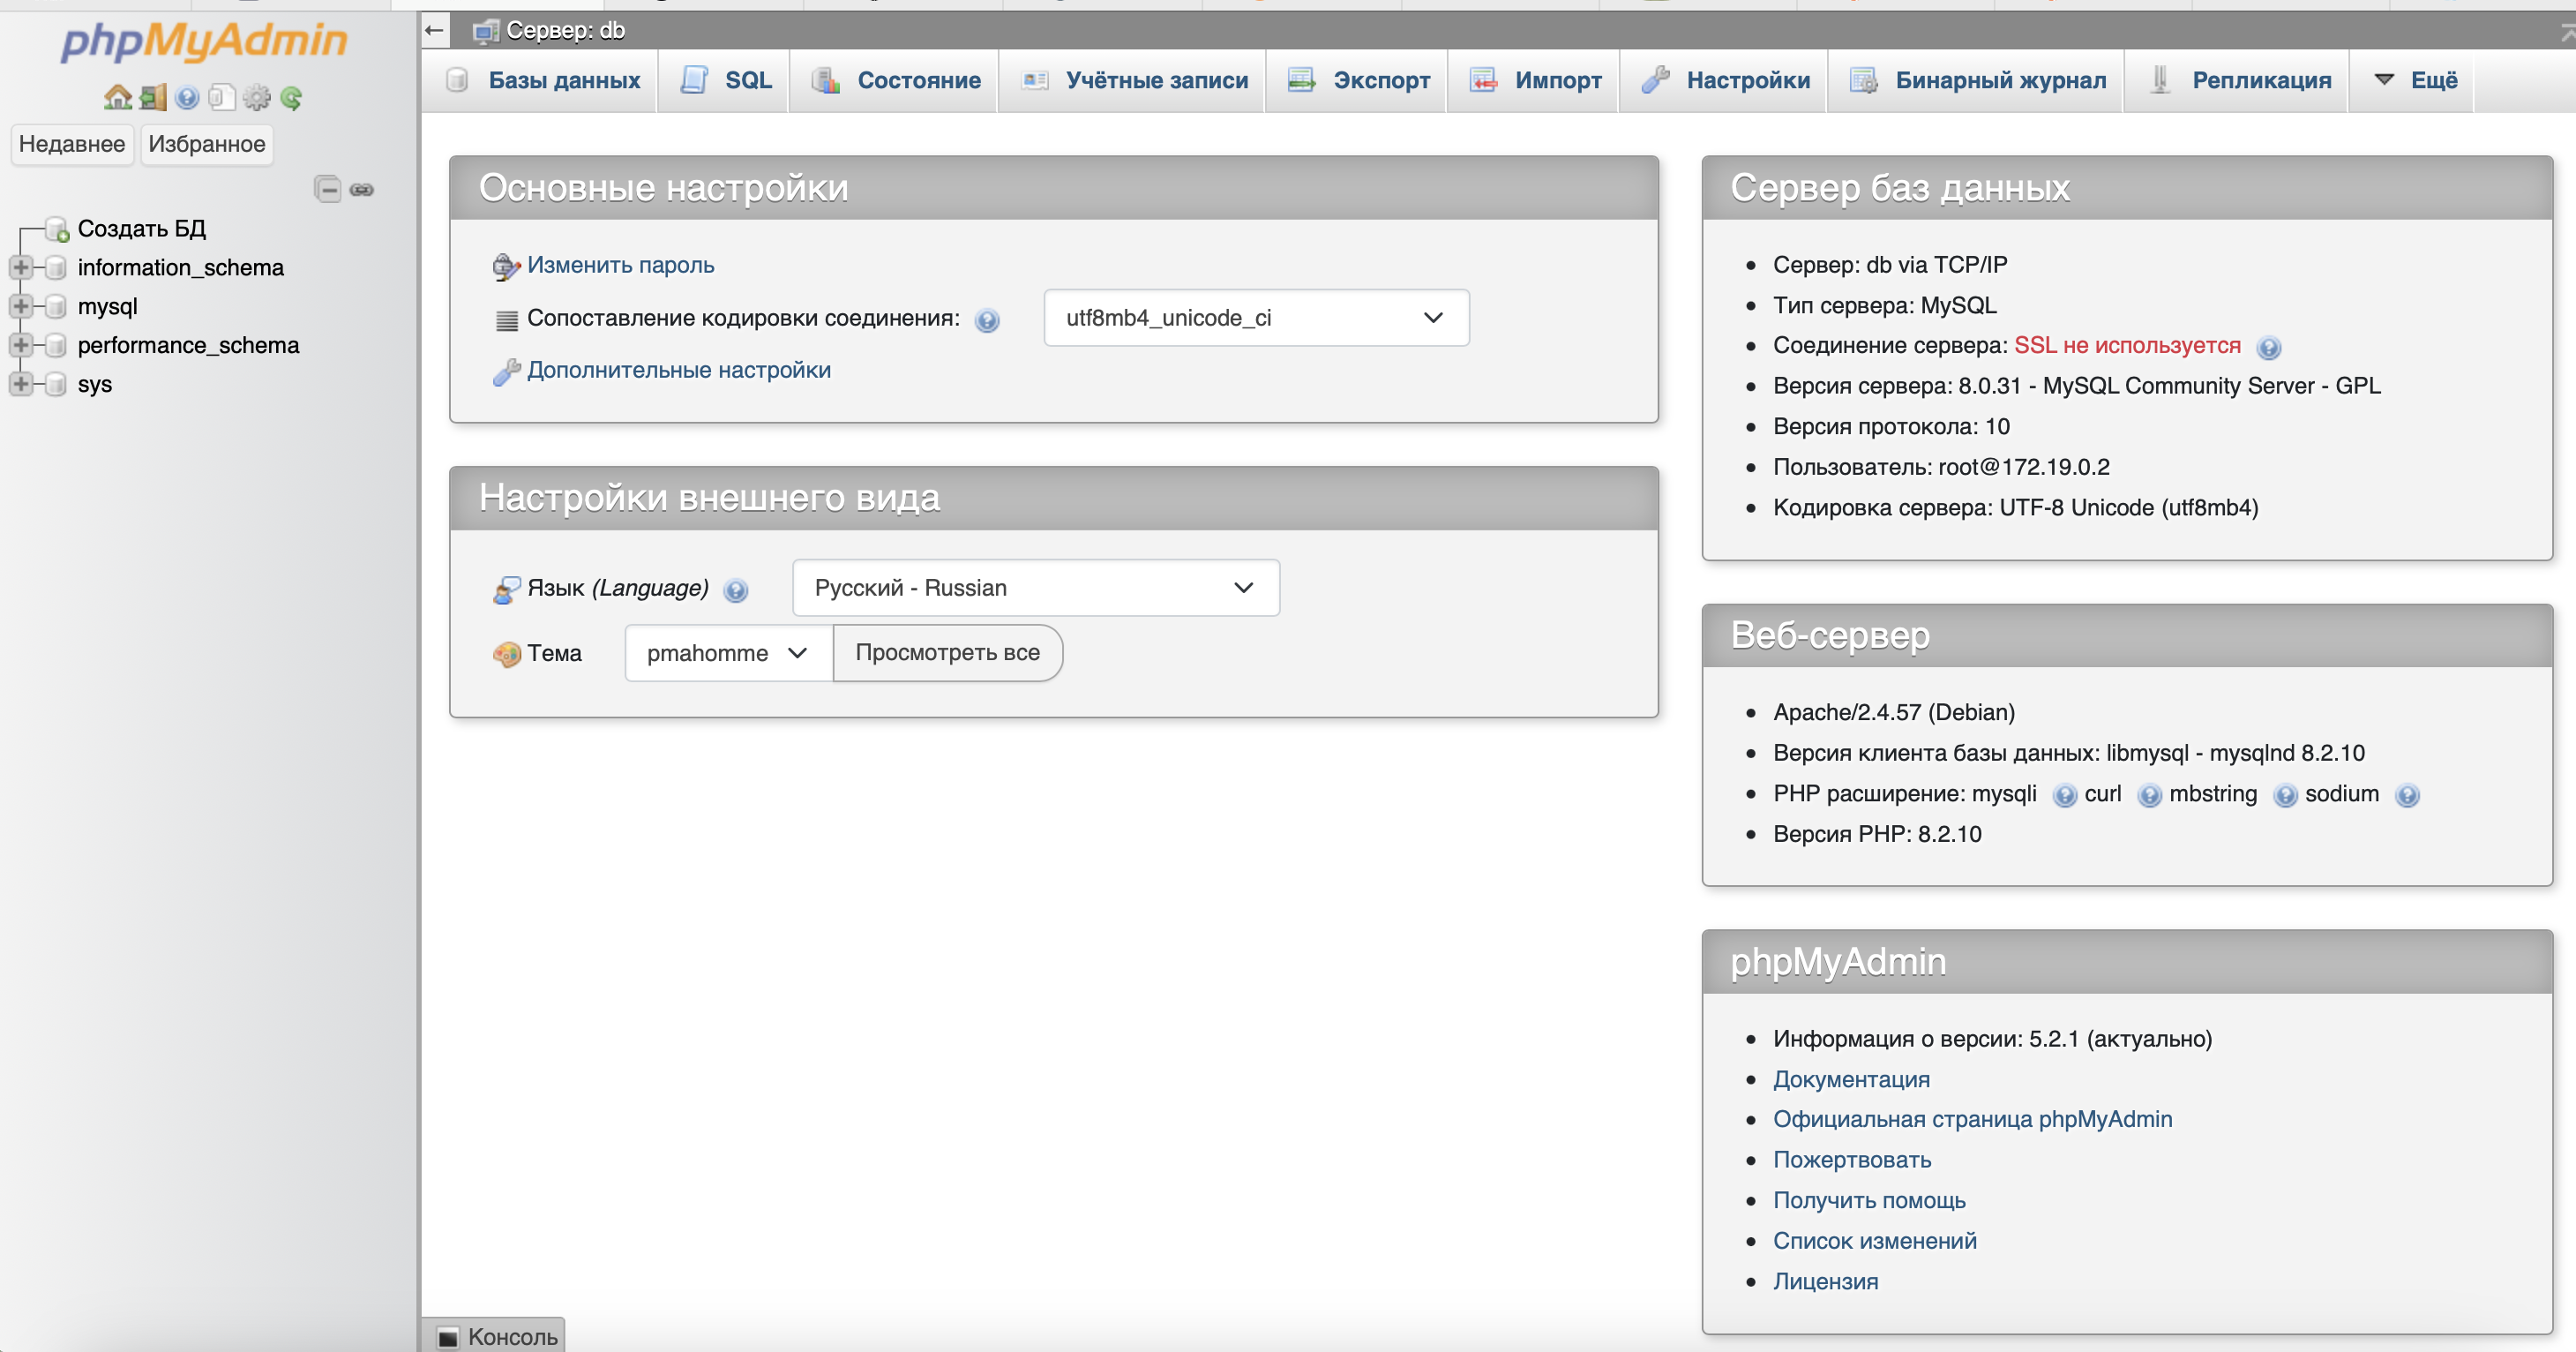 phpMyAdmin
Недавнее Избранное
Создать БД
information_schema
mysql
performance_schema
sys
Сервер: db
Базы данных SQL Состояние Учётные записи Экспорт Импорт Настройки Бинарный журнал Репликация Ещё
Основные настройки
Изменить пароль
Сопоставление кодировки соединения: utf8mb4_unicode_ci
Дополнительные настройки
Настройки внешнего вида
Язык (Language) Русский - Russian
Тема pmahomme Просмотреть все
Сервер баз данных
Сервер: db via TCP/IP
Тип сервера: MySQL
Соединение сервера: SSL не используется
Версия сервера: 8.0.31 - MySQL Community Server - GPL
Версия протокола: 10
Пользователь: root@172.19.0.2
Кодировка сервера: UTF-8 Unicode (utf8mb4)
Веб-сервер
Apache/2.4.57 (Debian)
Версия клиента базы данных: libmysql - mysqlnd 8.2.10
PHP расширение: mysqli curl mbstring sodium
Версия PHP: 8.2.10
phpMyAdmin
Информация о версии: 5.2.1 (актуально)
Документация
Официальная страница phpMyAdmin
Пожертвовать
Получить помощь
Список изменений
Лицензия
Консоль